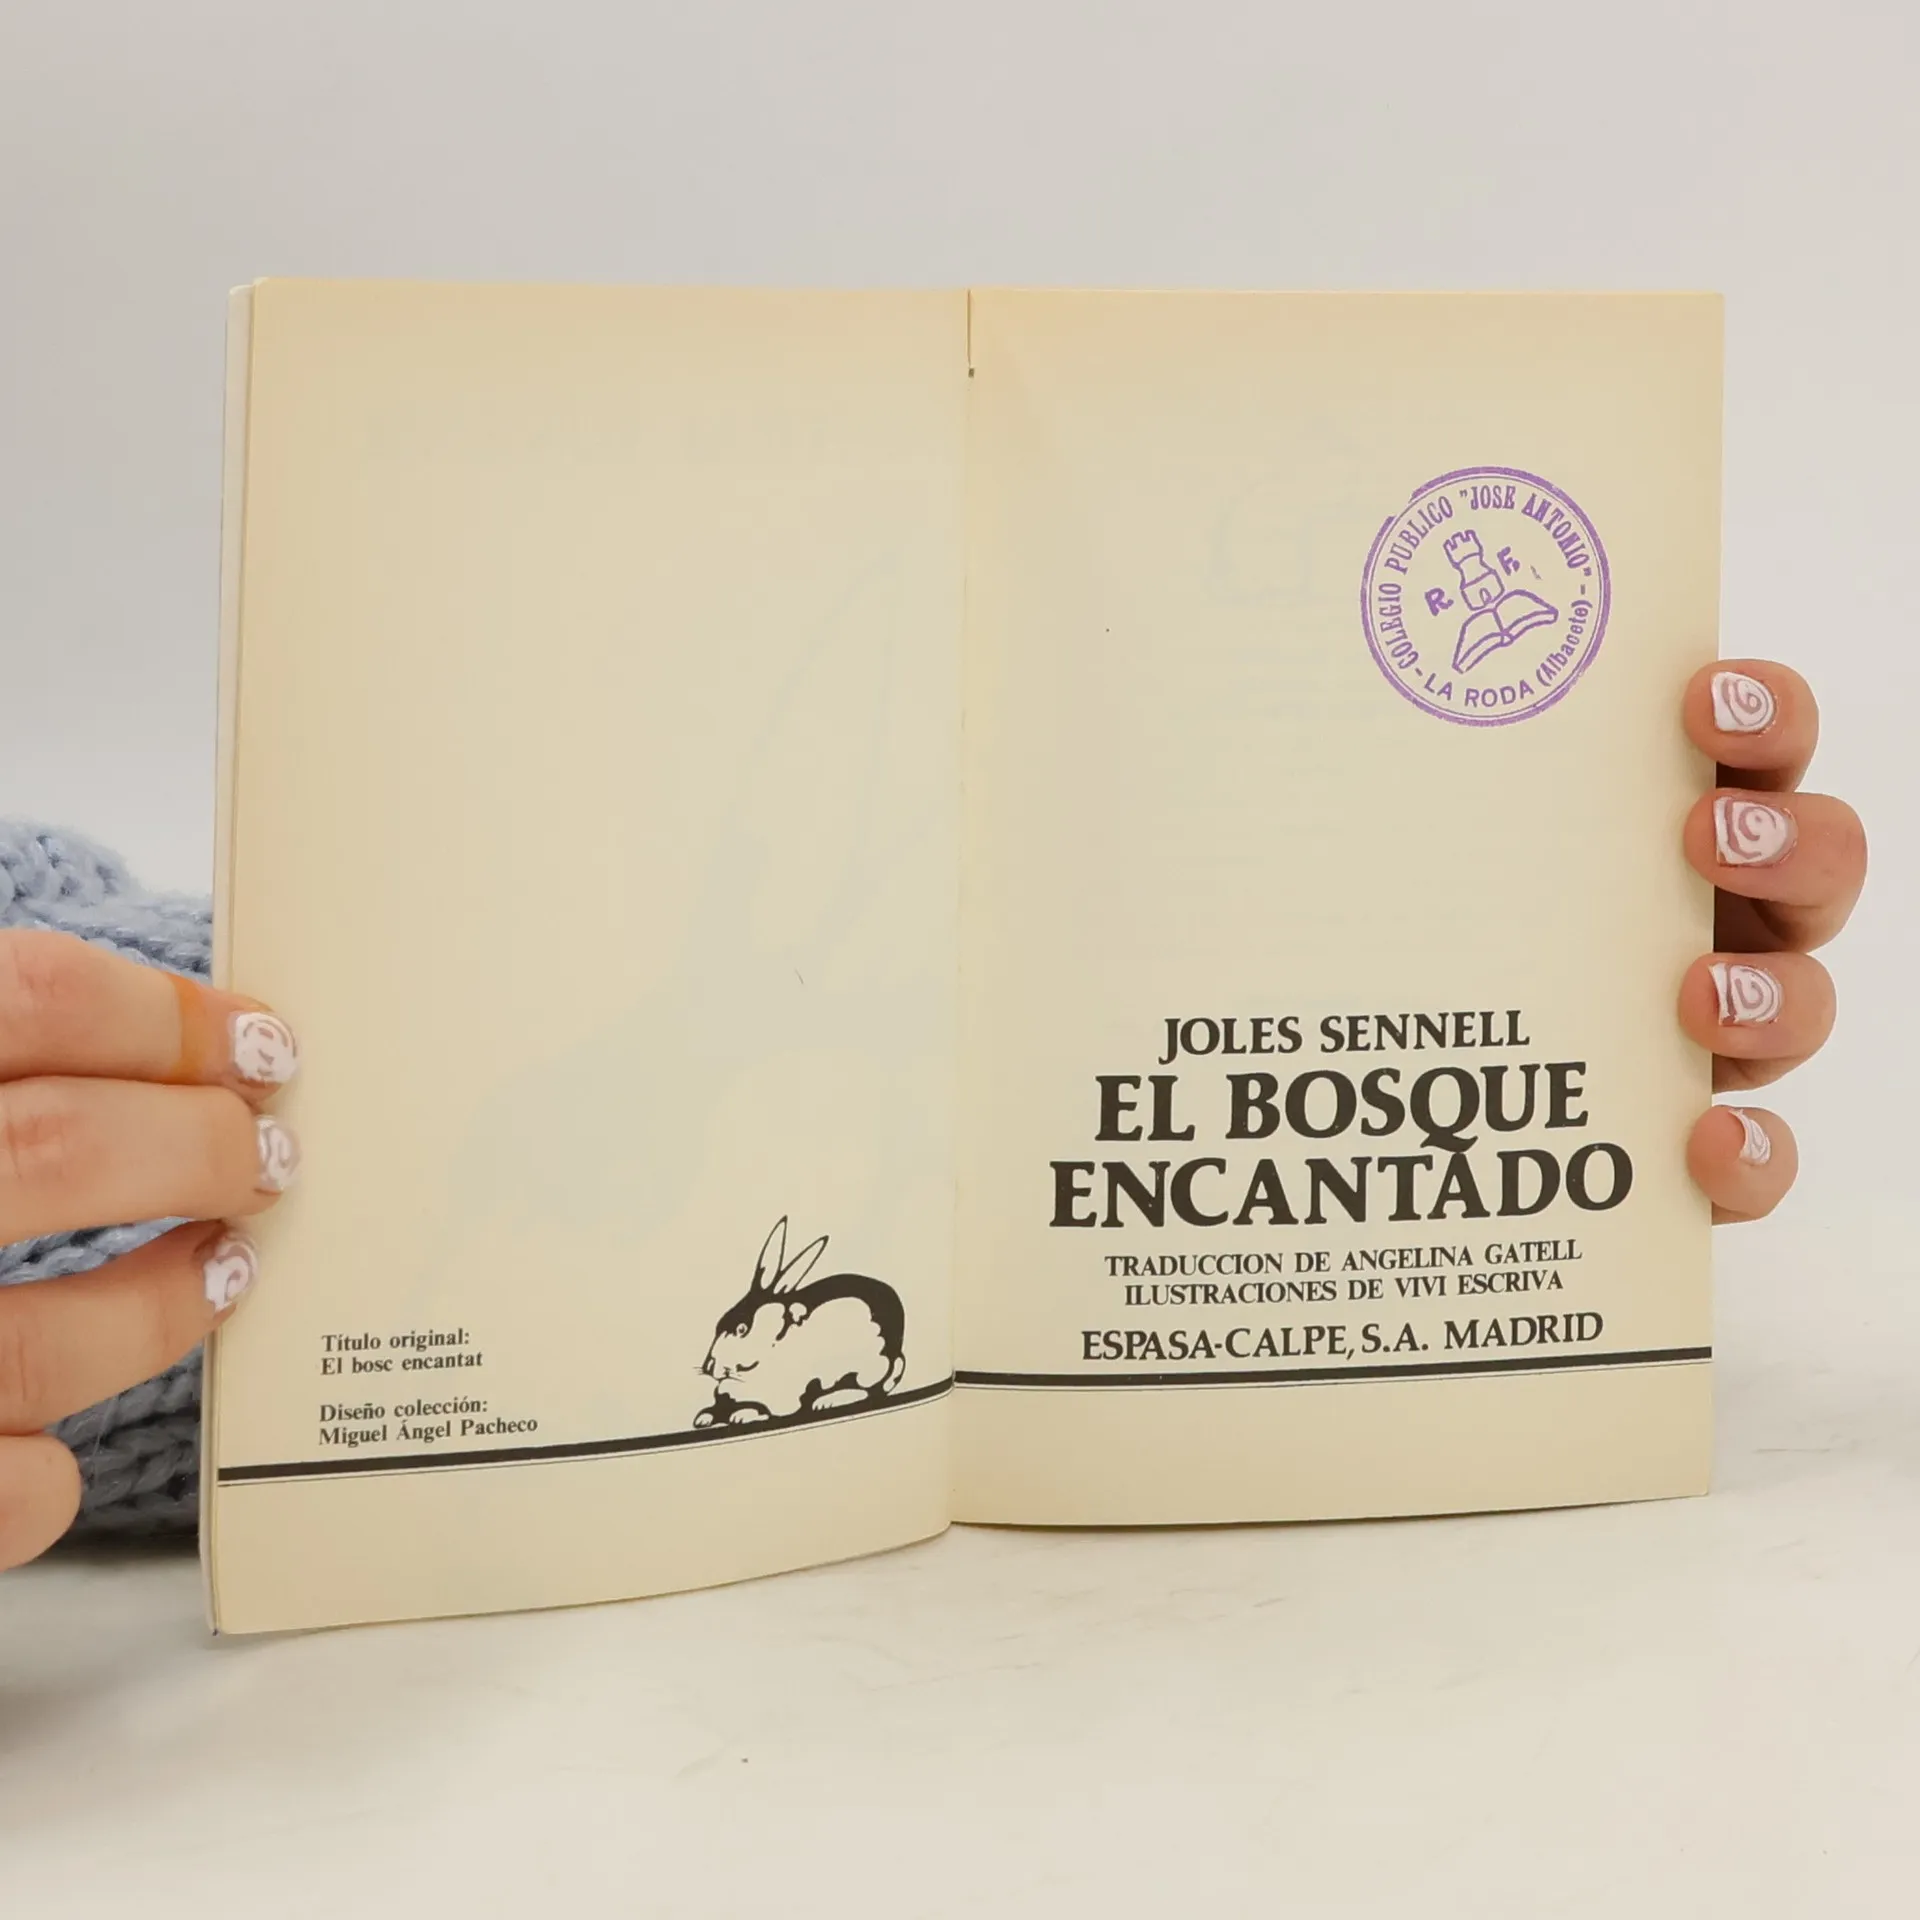 Título original:
El bosc encantat
Diseño colección:
Miguel Ángel Pacheco
COLEGIO PUBLICO "JOSE ANTONIO"
R. F.
- LA RODA (Albacete) -
JOLES SENNELL
EL BOSQUE
ENCANTADO
TRADUCCION DE ANGELINA GATELL
ILUSTRACIONES DE VIVI ESCRIVA
ESPASA-CALPE, S.A. MADRID